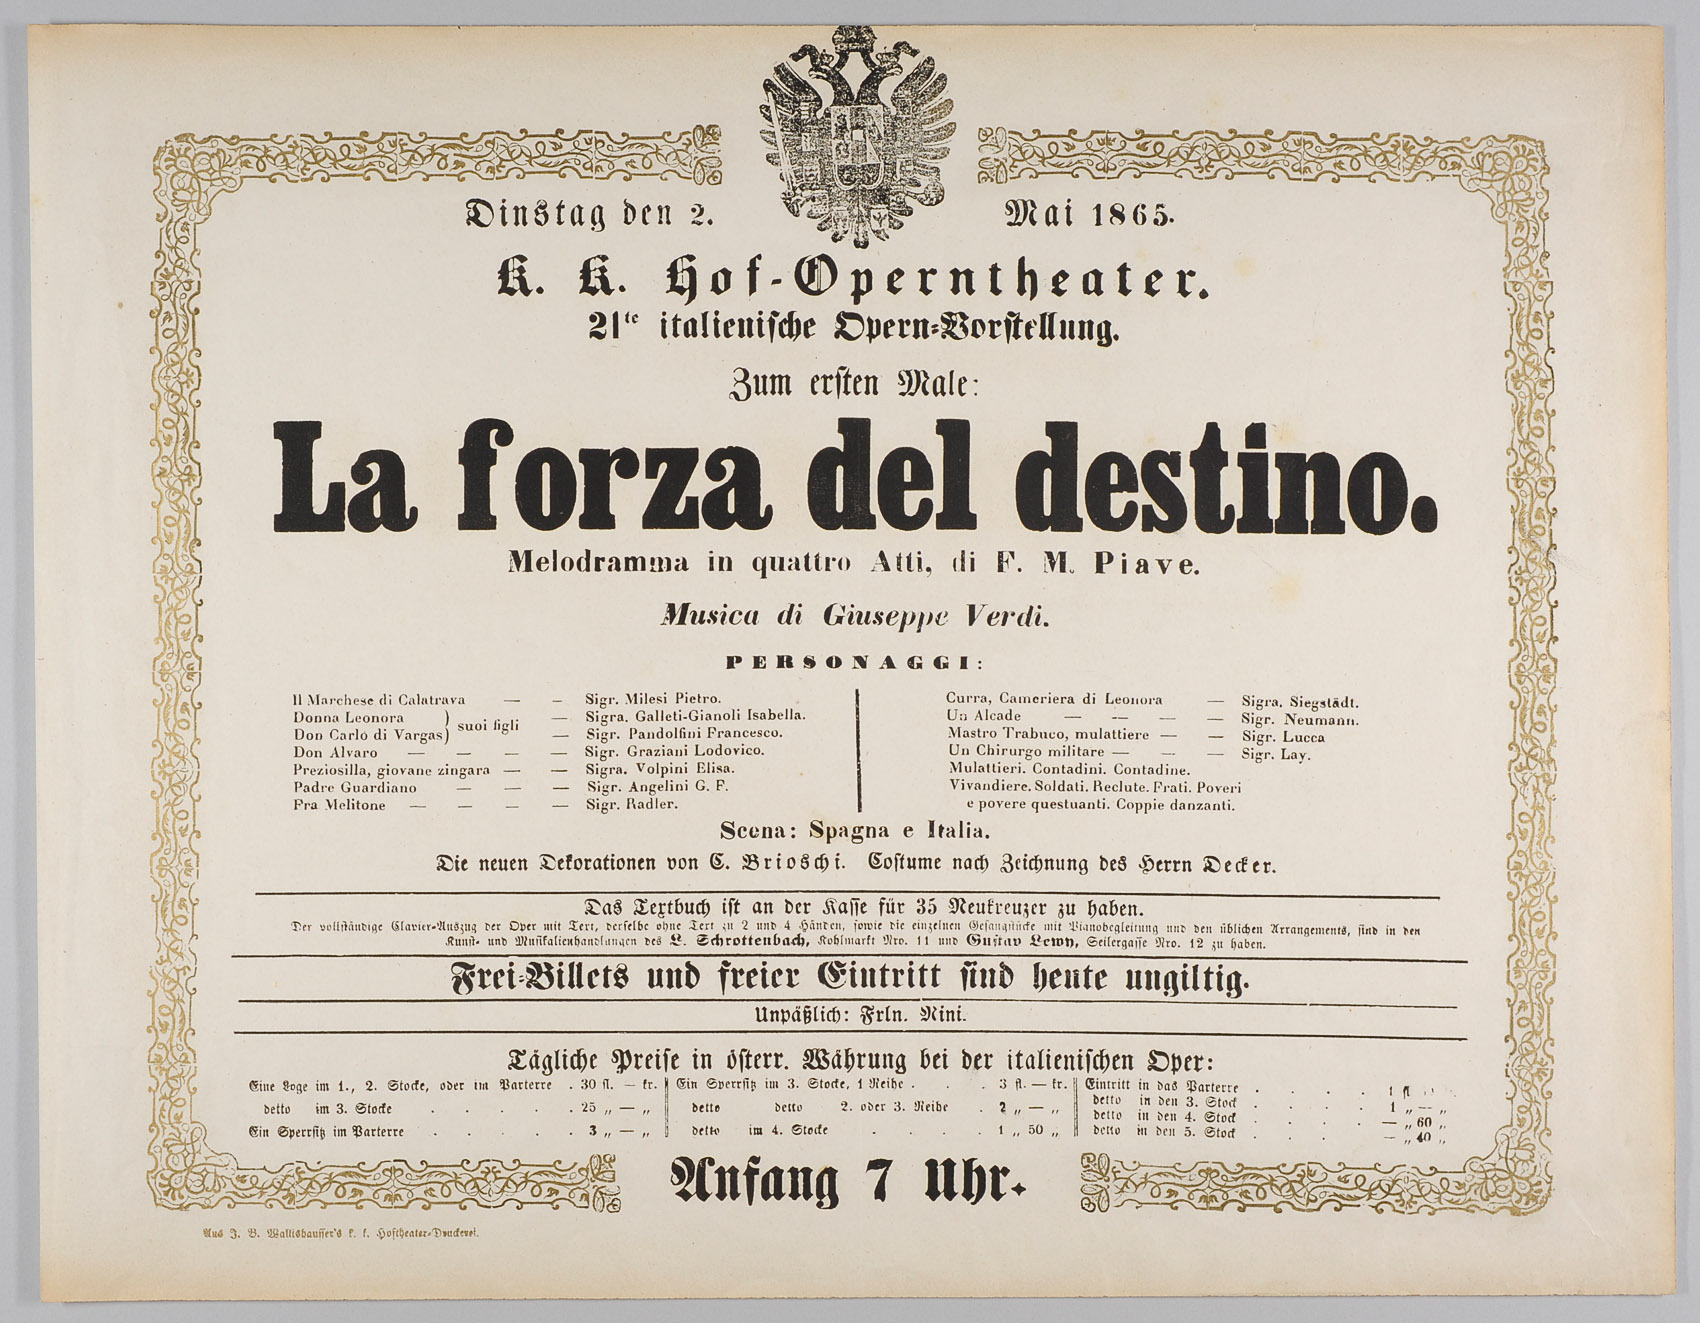 Dinstag den 2. Mai 1865.
K. K. Hof-Operntheater.
21te italienische Opern-Vorstellung.
Zum ersten Male:
La forza del destino.
Melodramma in quattro Atti, di F. M. Piave.
Musica di Giuseppe Verdi.
PERSONAGGI:
Il Marchese di Calatrava — — Sigr. Milesi Pietro.
Donna Leonora ) suoi figli — Sigra. Galleti-Gianoli Isabella.
Don Carlo di Vargas) — Sigr. Pandolfini Francesco.
Don Alvaro — — — — Sigr. Graziani Lodovico.
Preziosilla, giovane zingara — — Sigra. Volpini Elisa.
Padre Guardiano — — — Sigr. Angelini G. F.
Fra Melitone — — — — Sigr. Radler.
Curra, Cameriera di Leonora — Sigra. Siegstädt.
Un Alcade — — — — Sigr. Neumann.
Mastro Trabuco, mulattiere — — Sigr. Lucca
Un Chirurgo militare — — — Sigr. Lay.
Mulattieri. Contadini. Contadine.
Vivandiere. Soldati. Reclute. Frati. Poveri
e povere questuanti. Coppie danzanti.
Scena: Spagna e Italia.
Die neuen Dekorationen von C. Brioschi. Costume nach Zeichnung des Herrn Decker.
Das Textbuch ist an der Kasse für 35 Neukreuzer zu haben.
Der vollständige Clavier-Auszug der Oper mit Text, derselbe ohne Text zu 2 und 4 Händen, sowie die einzelnen Gesangstücke mit Pianobegleitung und den üblichen Arrangements, sind in den
Kunst- und Musikalienhandlungen des L. Schrottenbach, Kohlmarkt Nro. 11 und Gustav Lewy, Seilergasse Nro. 12 zu haben.
Frei-Billets und freier Eintritt sind heute ungiltig.
Unpäßlich: Frln. Nini.
Tägliche Preise in österr. Währung bei der italienischen Oper:
Eine Loge im 1., 2. Stocke, oder im Parterre . 30 fl. — kr.
detto im 3. Stocke . . . . . 25 „ — „
Ein Sperrsitz im Parterre . . . . . 3 „ — „
Ein Sperrsitz im 3. Stocke, 1 Reihe . . . 3 fl. — kr.
detto detto 2. oder 3. Reihe . 2 „ — „
detto im 4. Stocke . . . . 1 „ 50 „
Eintritt in das Parterre . . . . 1 fl
detto in den 3. Stock . . . . 1 „ — „
detto in den 4. Stock . . . . — „ 60 „
detto in den 5. Stock . . . . — „ 40 „
Anfang 7 Uhr.
Aus J. B. Wallishausser's k. k. Hoftheater-Druckerei.